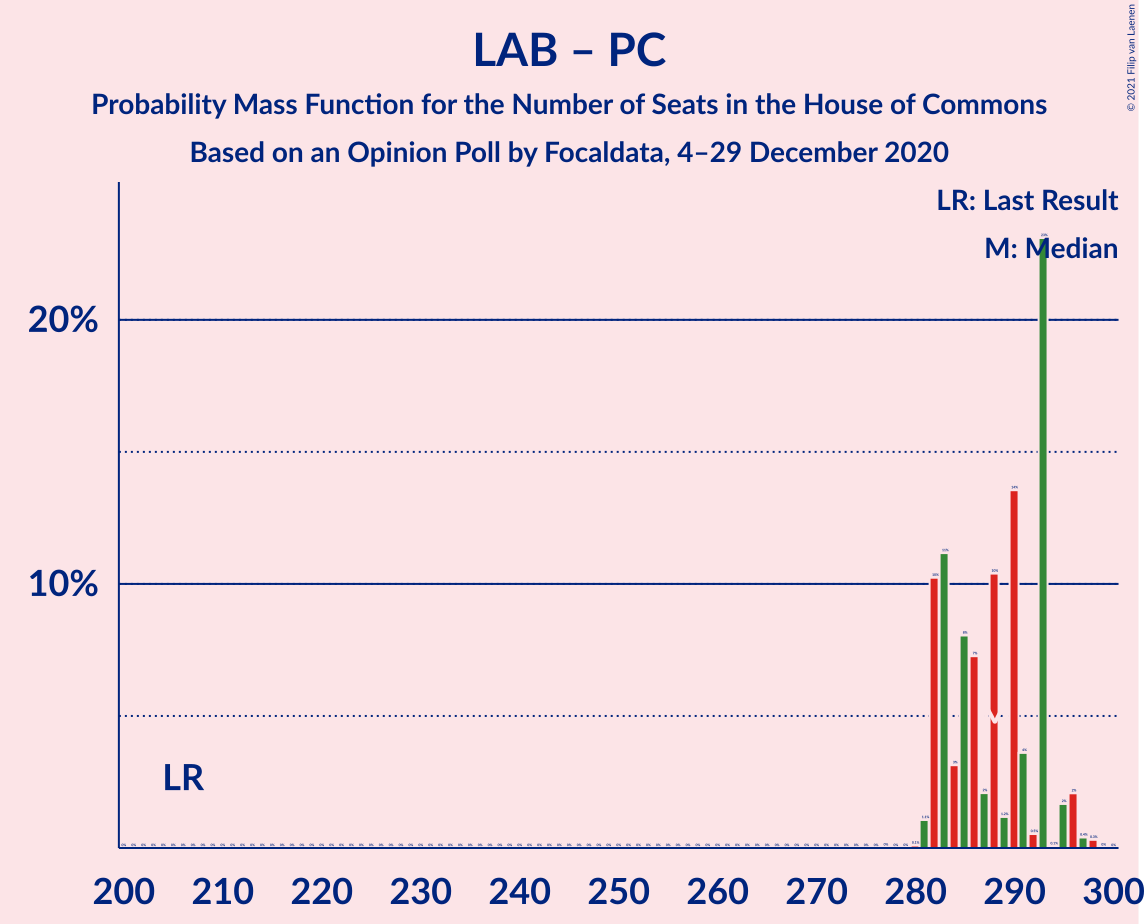 LAB – PC
Probability Mass Function for the Number of Seats in the House of Commons
Based on an Opinion Poll by Focaldata, 4–29 December 2020
© 2021 Filip van Laenen
LR: Last Result
M: Median
20%
10%
LR
M
200 210 220 230 240 250 260 270 280 290 300